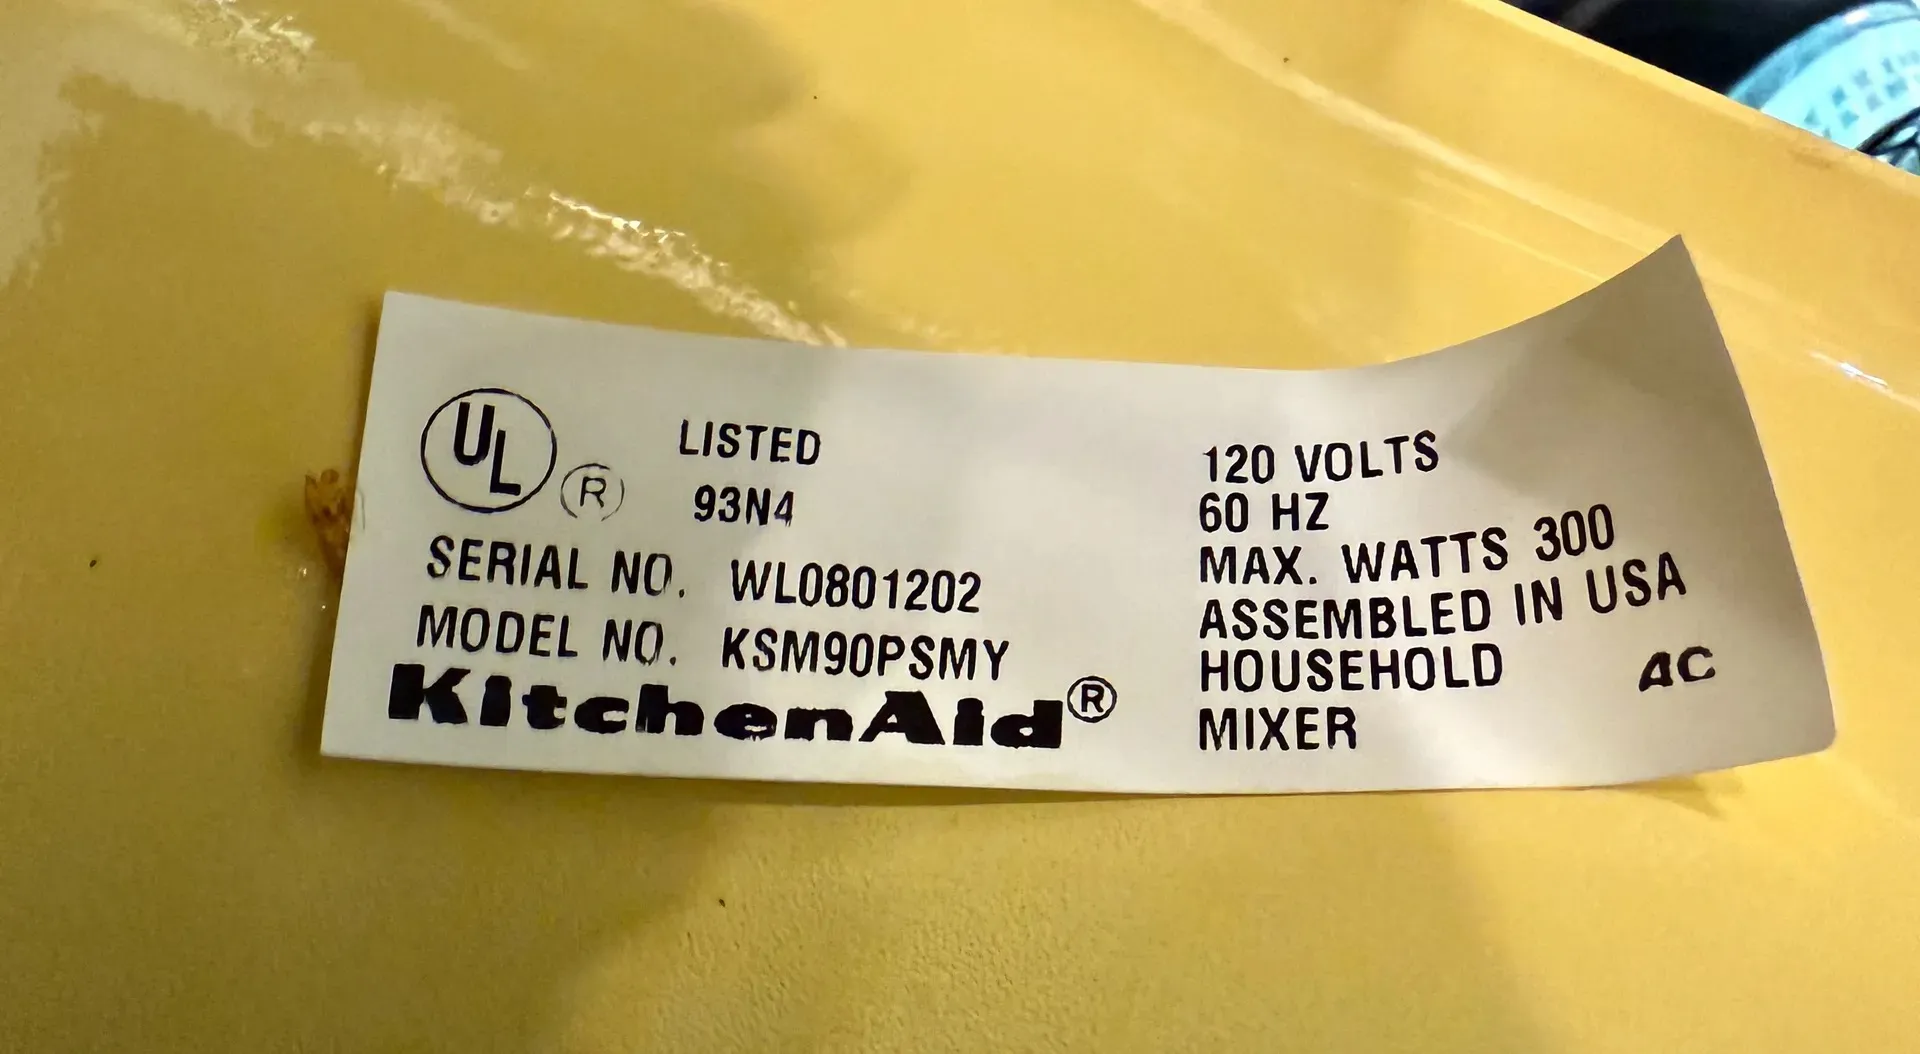 UL ® LISTED
93N4
SERIAL NO. WL0801202
MODEL NO. KSM90PSMY
KitchenAid®
120 VOLTS
60 HZ
MAX. WATTS 300
ASSEMBLED IN USA
HOUSEHOLD AC
MIXER